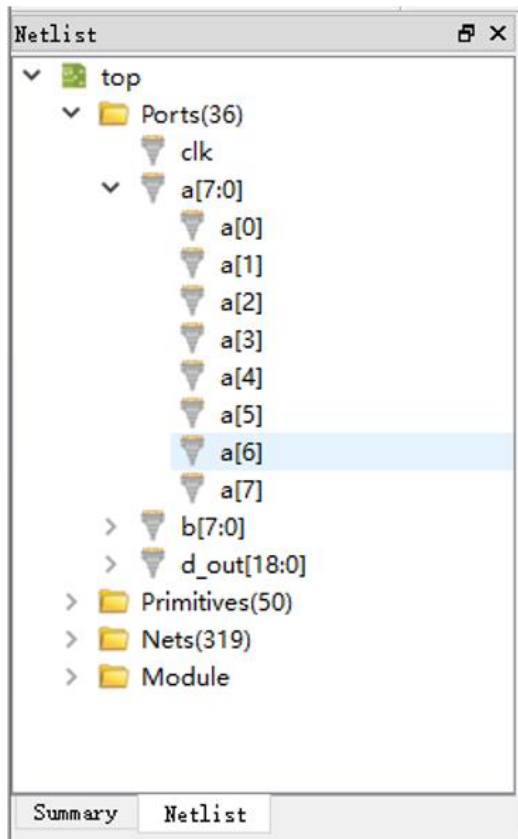 Netlist
top
Ports(36)
clk
a[7:0]
a[0]
a[1]
a[2]
a[3]
a[4]
a[5]
a[6]
a[7]
b[7:0]
d_out[18:0]
Primitives(50)
Nets(319)
Module
Summary Netlist